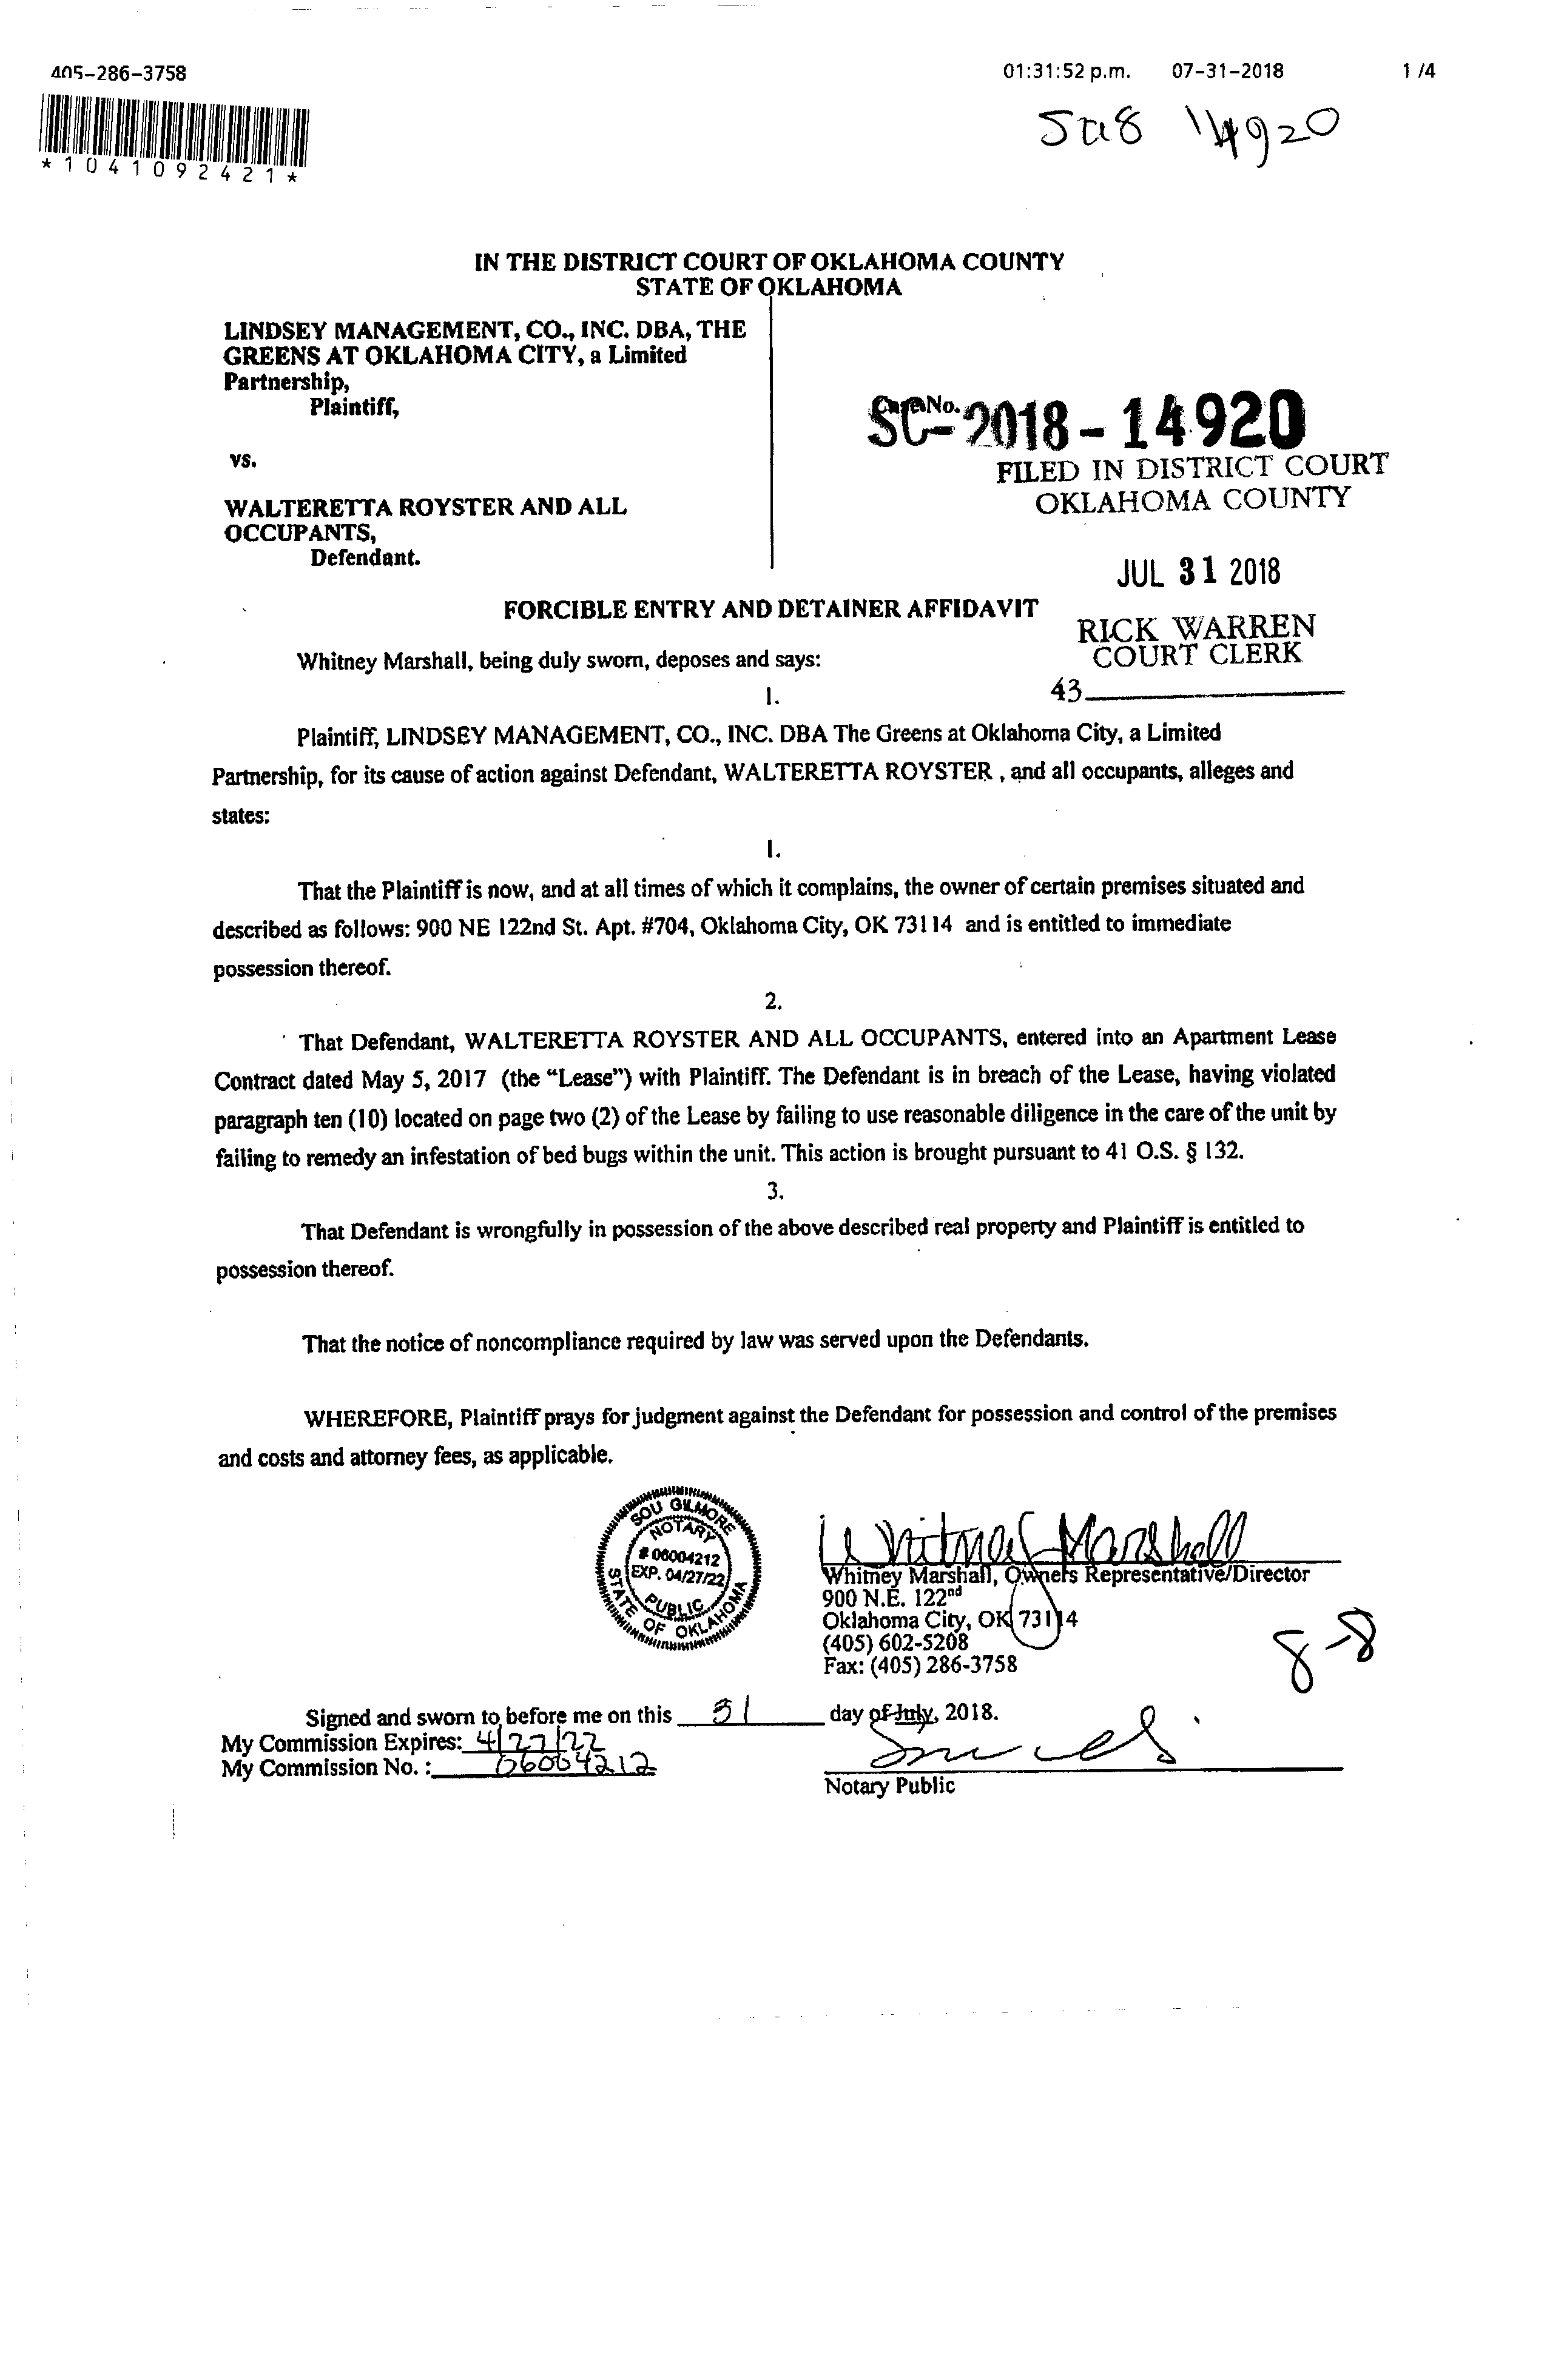 405-286-3758 01:31:52 p.m. 07-31-2018 1 /4
*1041092421*
14920
IN THE DISTRICT COURT OF OKLAHOMA COUNTY
STATE OF OKLAHOMA
LINDSEY MANAGEMENT, CO., INC. DBA, THE
GREENS AT OKLAHOMA CITY, a Limited
Partnership,
Plaintiff,
vs.
WALTERETTA ROYSTER AND ALL
OCCUPANTS,
Defendant.
Case No.
SC-2018-14920
FILED IN DISTRICT COURT
OKLAHOMA COUNTY
JUL 31 2018
RICK WARREN
COURT CLERK
43
FORCIBLE ENTRY AND DETAINER AFFIDAVIT
Whitney Marshall, being duly sworn, deposes and says:
1.
Plaintiff, LINDSEY MANAGEMENT, CO., INC. DBA The Greens at Oklahoma City, a Limited
Partnership, for its cause of action against Defendant, WALTERETTA ROYSTER , and all occupants, alleges and
states:
1.
That the Plaintiff is now, and at all times of which it complains, the owner of certain premises situated and
described as follows: 900 NE 122nd St. Apt. #704, Oklahoma City, OK 73114 and is entitled to immediate
possession thereof.
2.
That Defendant, WALTERETTA ROYSTER AND ALL OCCUPANTS, entered into an Apartment Lease
Contract dated May 5, 2017 (the “Lease”) with Plaintiff. The Defendant is in breach of the Lease, having violated
paragraph ten (10) located on page two (2) of the Lease by failing to use reasonable diligence in the care of the unit by
failing to remedy an infestation of bed bugs within the unit. This action is brought pursuant to 41 O.S. § 132.
3.
That Defendant is wrongfully in possession of the above described real property and Plaintiff is entitled to
possession thereof.
That the notice of noncompliance required by law was served upon the Defendants.
WHEREFORE, Plaintiff prays for judgment against the Defendant for possession and control of the premises
and costs and attorney fees, as applicable.
SOU GILMORE
NOTARY
# 06004212
EXP. 04/27/22
PUBLIC
STATE OF OKLAHOMA
Whitney Marshall
Whitney Marshall, Owners Representative/Director
900 N.E. 122nd
Oklahoma City, OK 73114
(405) 602-5208
Fax: (405) 286-3758
8-8
Signed and sworn to before me on this 31 day of July, 2018.
My Commission Expires: 4/27/22
My Commission No. : 06004212
Notary Public